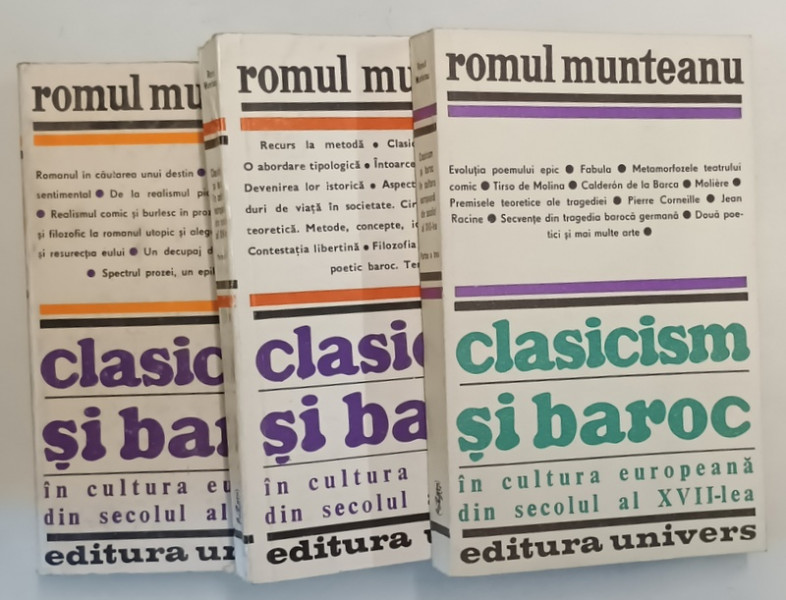 romul mu
Romanul în căutarea unui destin ●
sentimental ● De la realismul pic
● Realismul comic și burlesc în proz
și filozofic la romanul utopic și aleg
și resurecția eului ● Un decupaj d
● Spectrul prozei, un epil
clasic
și bar
în cultura eu
din secolul al
editura un
romul mu
Recurs la metodă ● Clasic
O abordare tipologică ● Întoarce
Devenirea lor istorică ● Aspect
duri de viață în societate. Cir
teoretică. Metode, concepte, id
Contestația libertină ● Filozofia
poetic baroc. Te
clasic
și ba
în cultura
din secolul
editura
romul munteanu
Evoluția poemului epic ● Fabula ● Metamorfozele teatrului
comic ● Tirso de Molina ● Calderón de la Barca ● Molière ●
Premisele teoretice ale tragediei ● Pierre Corneille ● Jean
Racine ● Secvențe din tragedia barocă germană ● Două poe-
tici și mai multe arte ●
clasicism
și baroc
în cultura europeană
din secolul al XVII-lea
editura univers